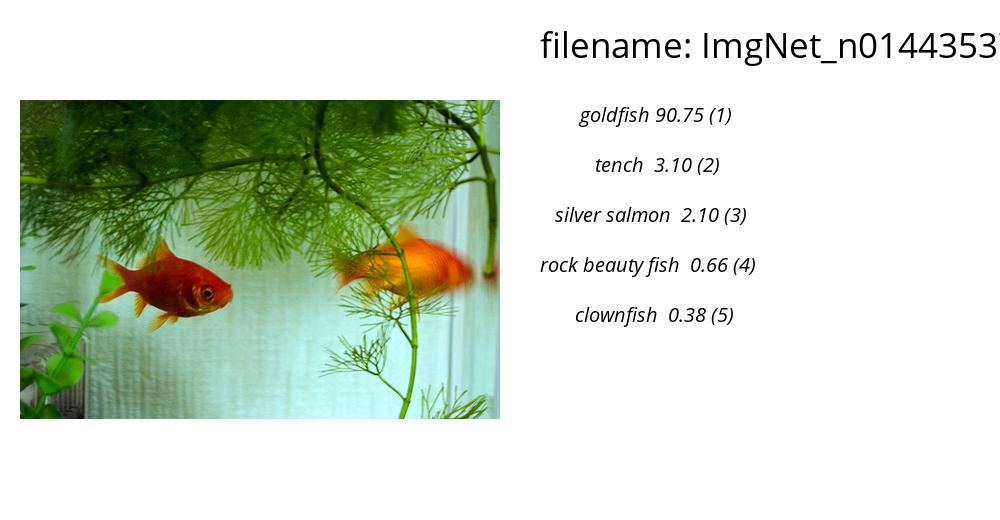 filename: ImgNet_n0144353
goldfish 90.75 (1)
tench 3.10 (2)
silver salmon 2.10 (3)
rock beauty fish 0.66 (4)
clownfish 0.38 (5)